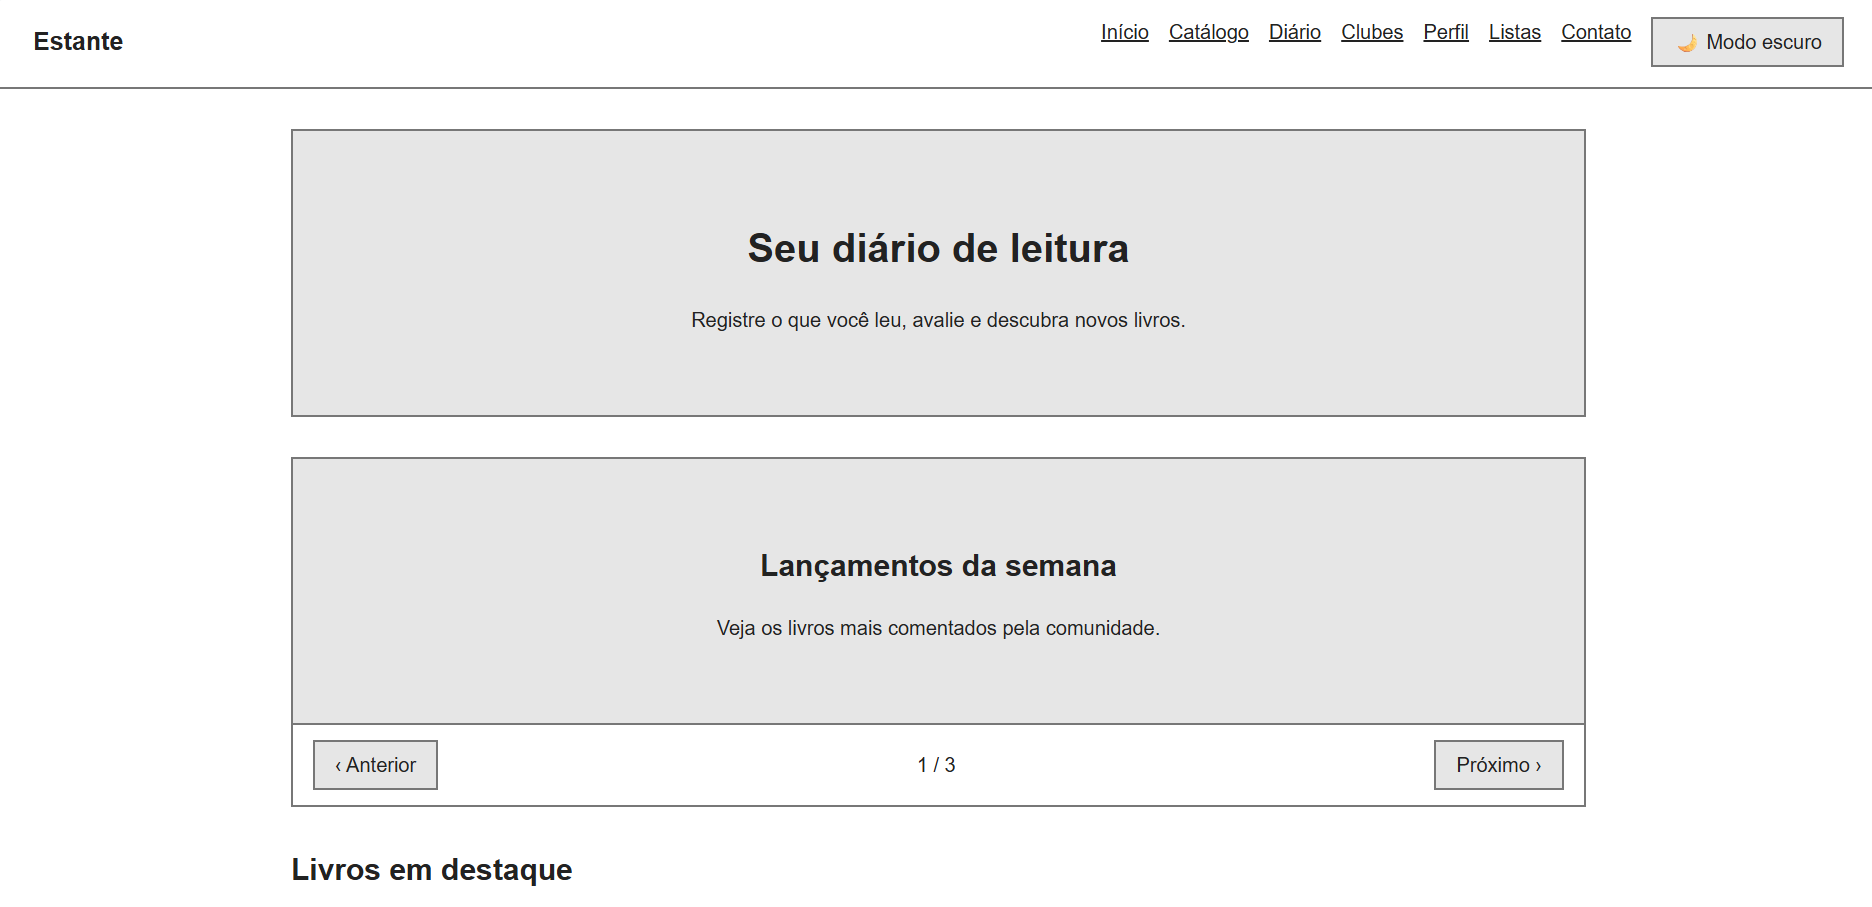 Estante
Início Catálogo Diário Clubes Perfil Listas Contato 🌙 Modo escuro
Seu diário de leitura
Registre o que você leu, avalie e descubra novos livros.
Lançamentos da semana
Veja os livros mais comentados pela comunidade.
‹ Anterior 1 / 3 Próximo ›
Livros em destaque